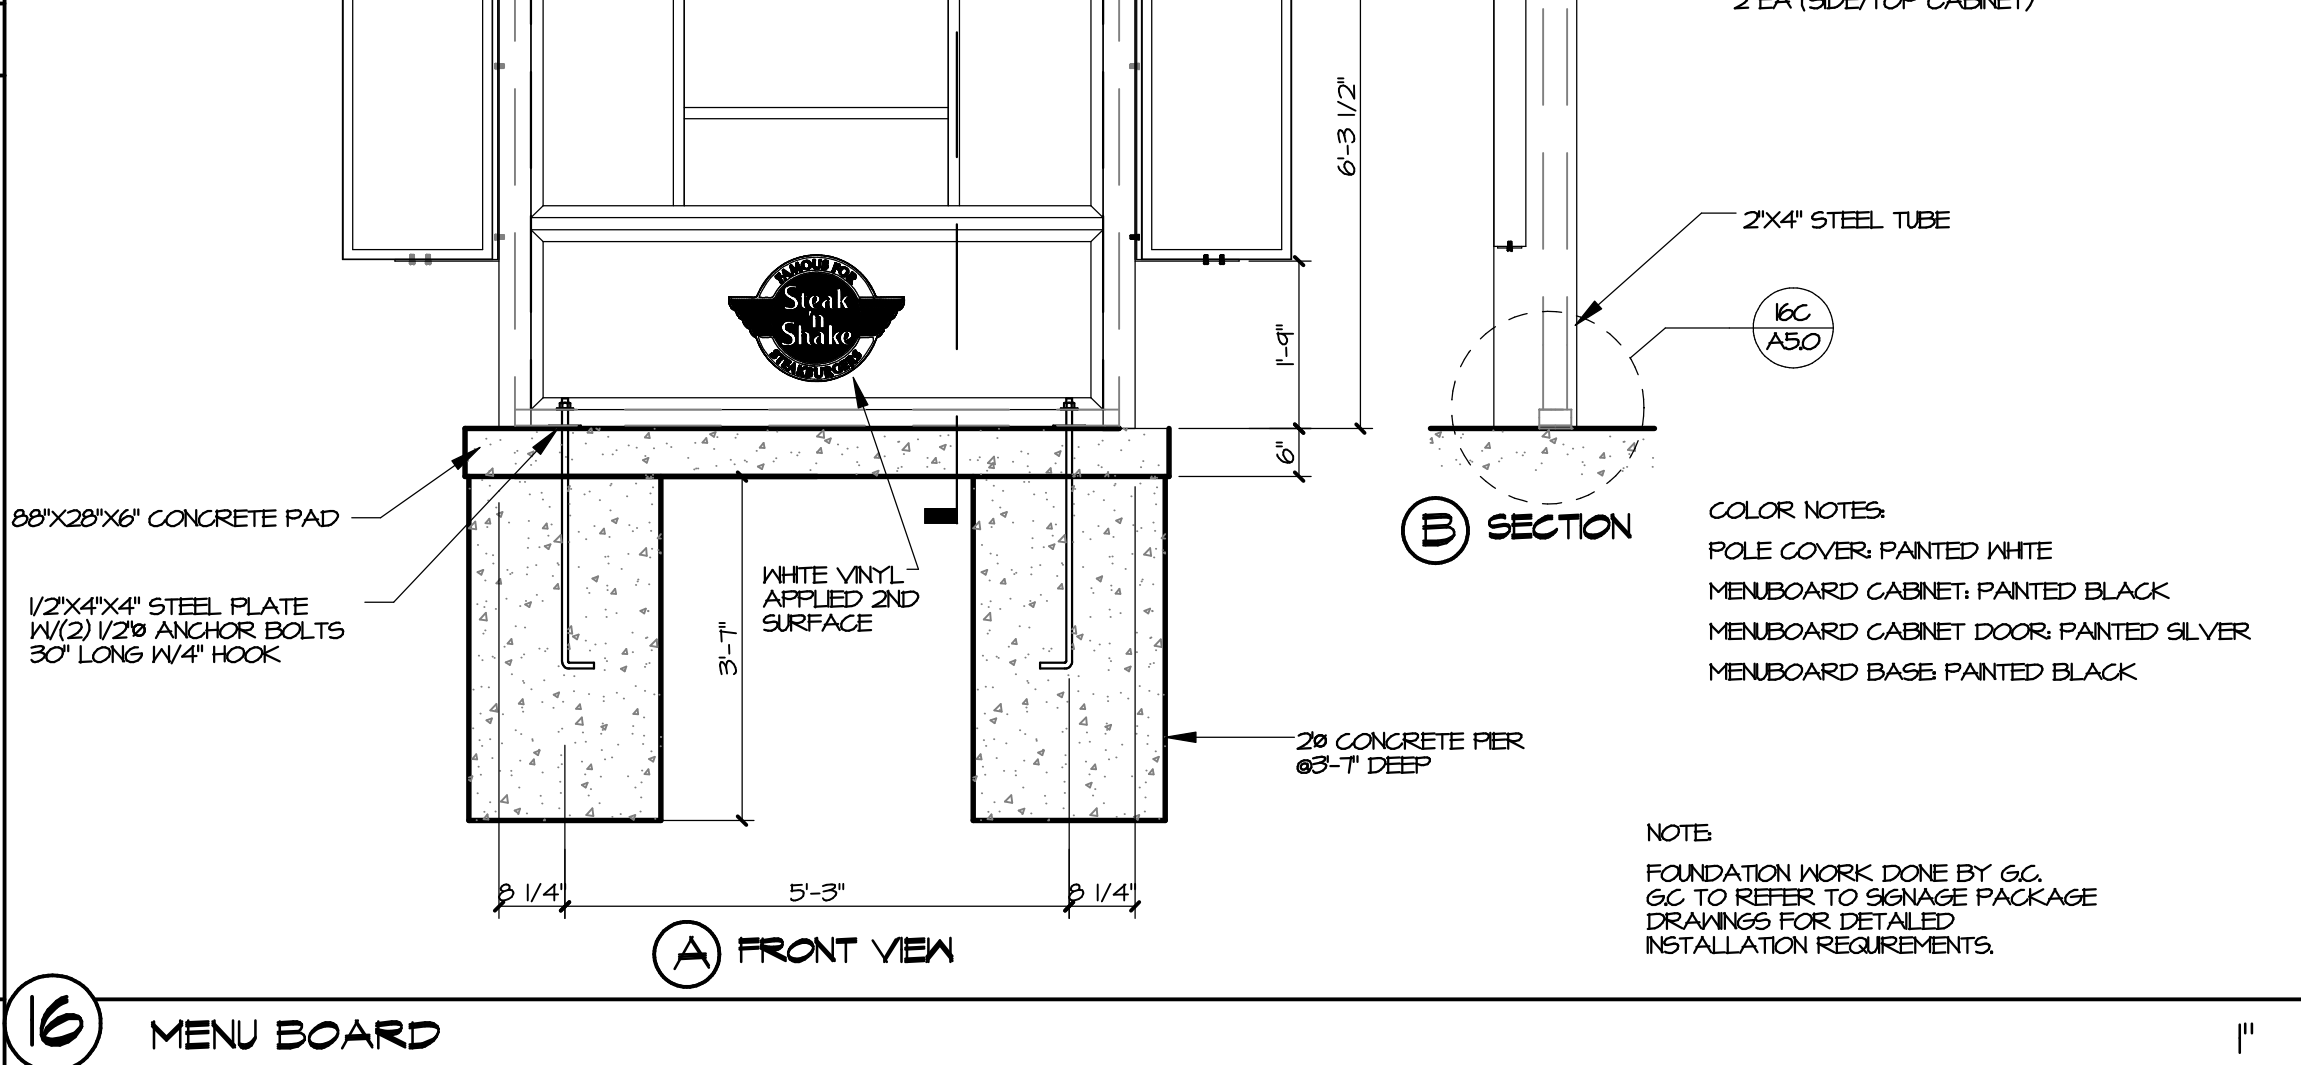 2 EA (SIDE/TOP CABINET)
6'-3 1/2"
2"X4" STEEL TUBE
FAMOUS FOR
Steak
'n
Shake
STEAKBURGERS
1'-9"
16C
A5.0
6"
88"X28"X6" CONCRETE PAD
B SECTION
COLOR NOTES:
POLE COVER: PAINTED WHITE
MENUBOARD CABINET: PAINTED BLACK
MENUBOARD CABINET DOOR: PAINTED SILVER
MENUBOARD BASE: PAINTED BLACK
1/2"X4"X4" STEEL PLATE
W/(2) 1/2"Ø ANCHOR BOLTS
30" LONG W/4" HOOK
WHITE VINYL
APPLIED 2ND
SURFACE
3'-7"
2'Ø CONCRETE PIER
@3'-7" DEEP
NOTE:
FOUNDATION WORK DONE BY G.C.
G.C TO REFER TO SIGNAGE PACKAGE
DRAWINGS FOR DETAILED
INSTALLATION REQUIREMENTS.
8 1/4" 5'-3" 8 1/4"
A FRONT VIEW
16 MENU BOARD
1"